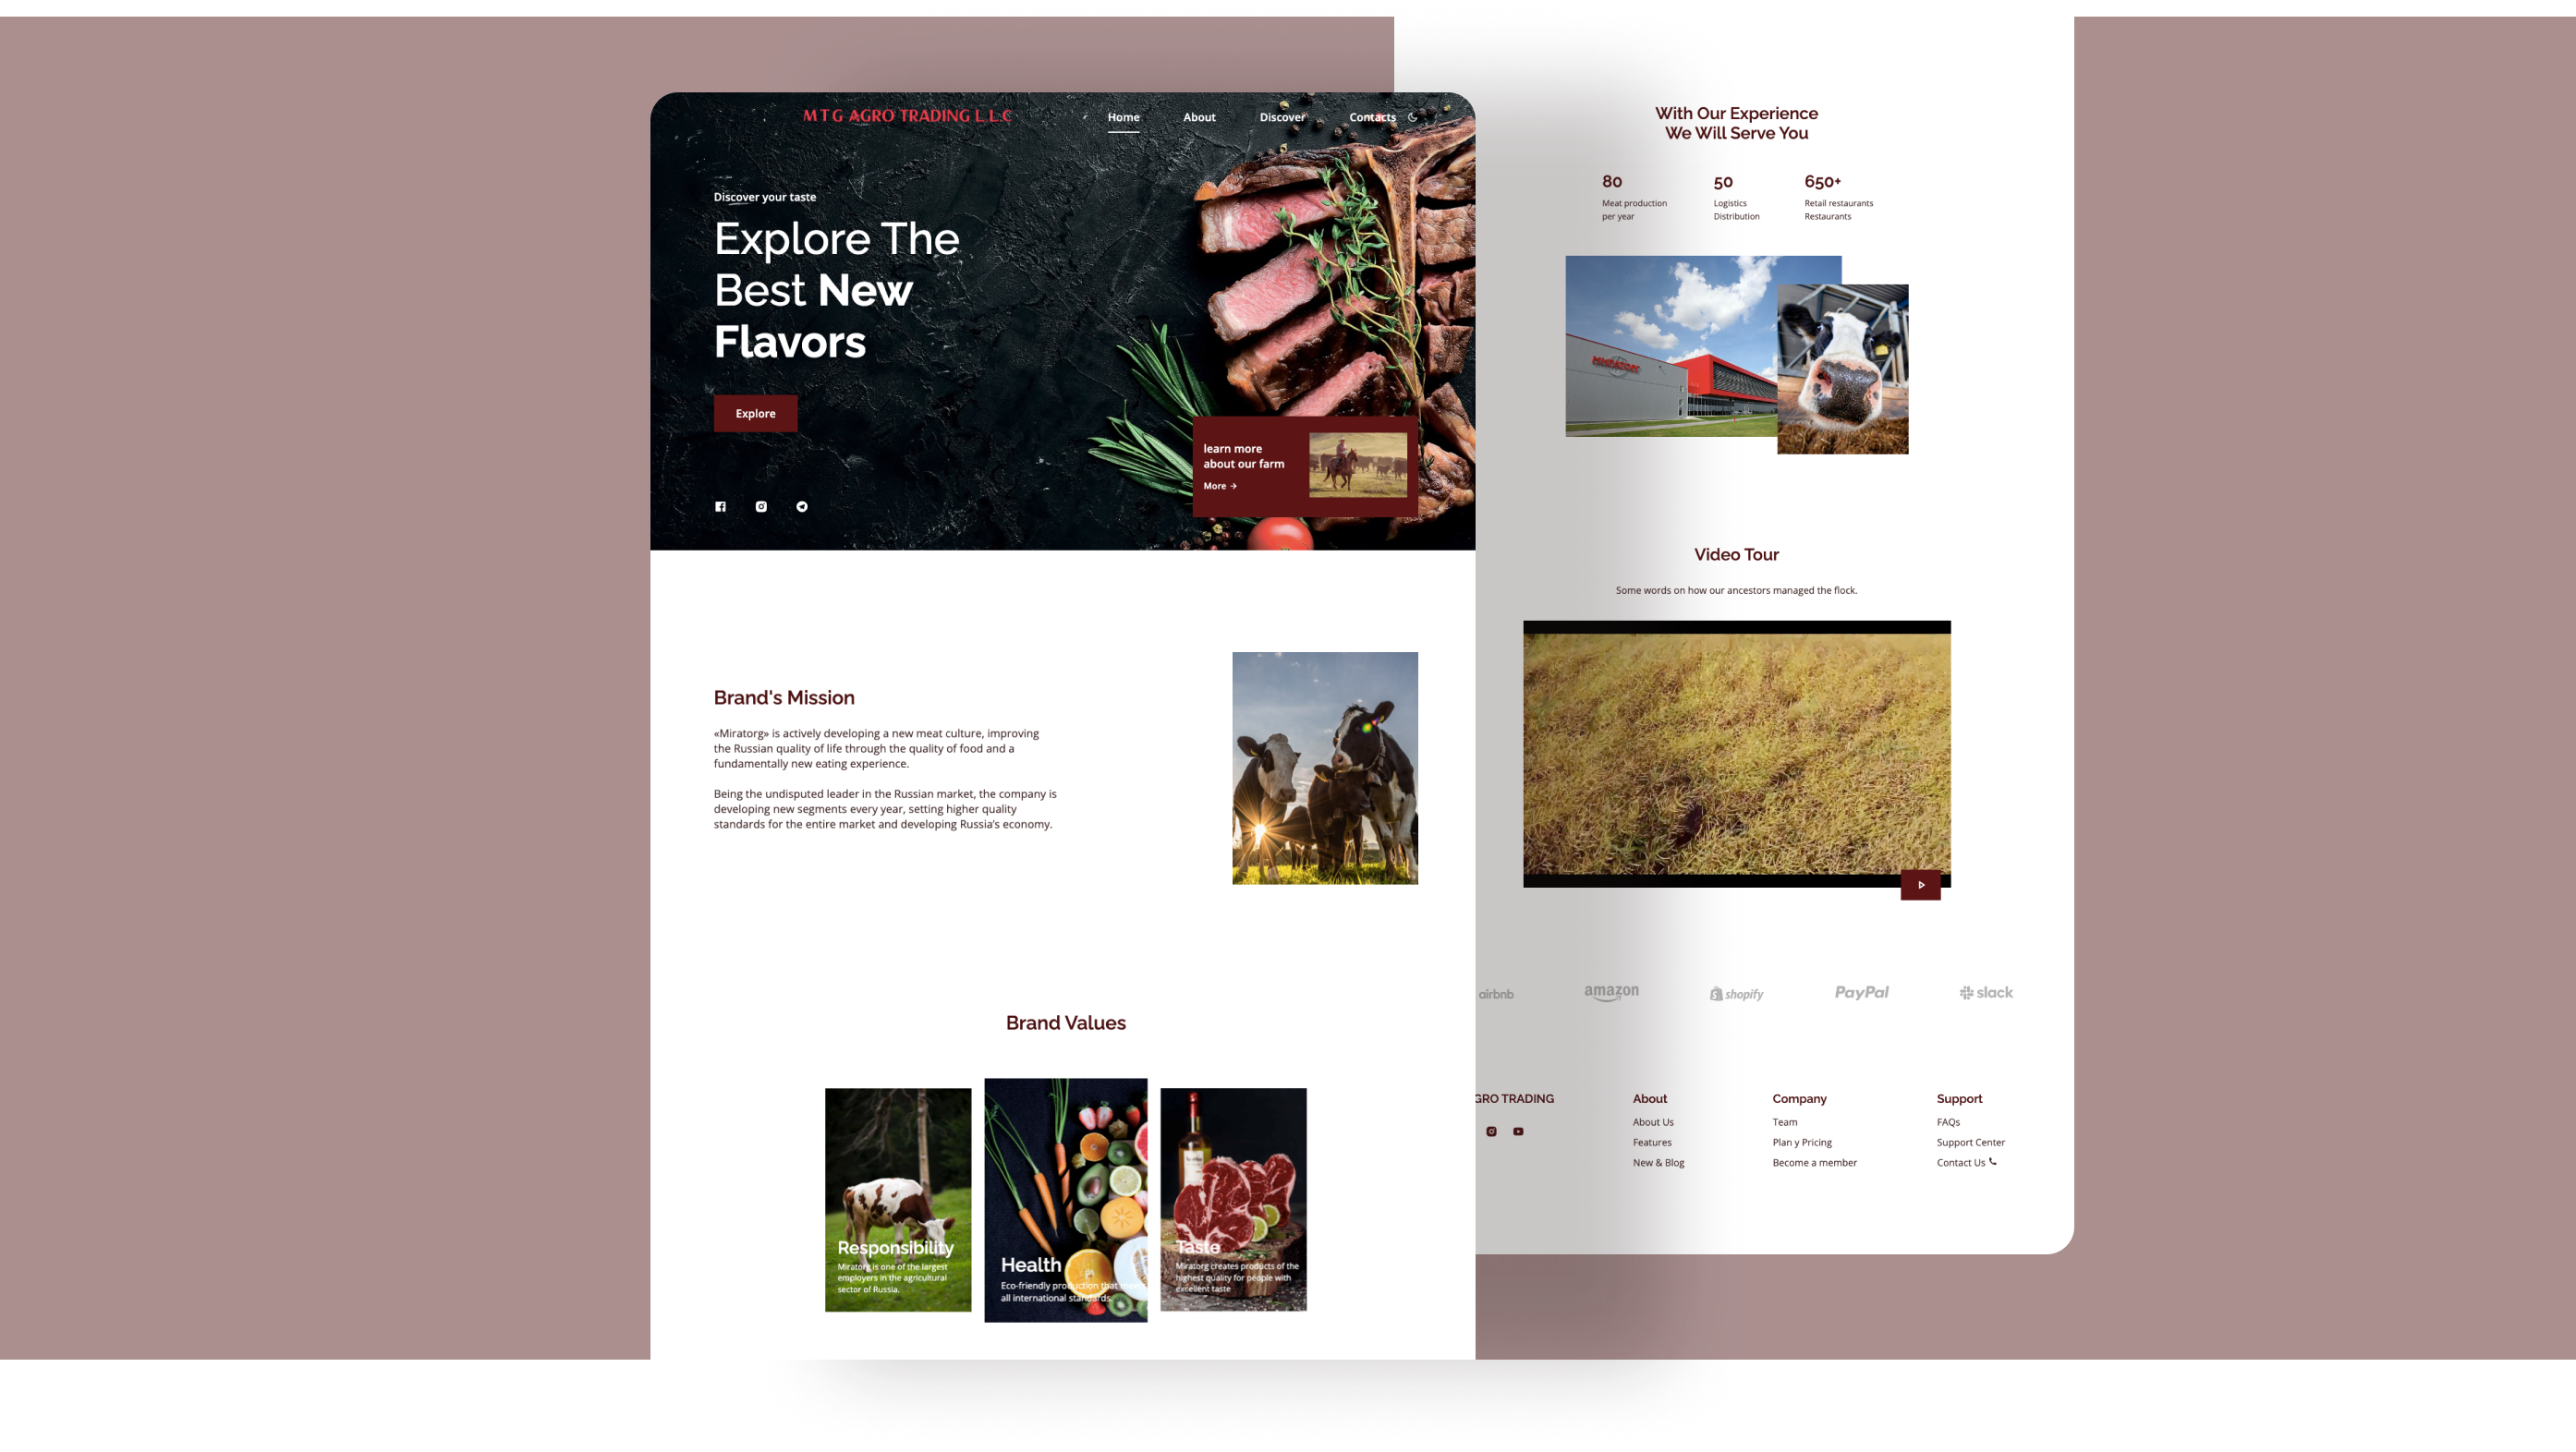 M T G AGRO TRADING L.L.C
Home
About
Discover
Contacts
Discover your taste
Explore The
Best New
Flavors
Explore
learn more
about our farm
More →
Brand's Mission
«Miratorg» is actively developing a new meat culture, improving
the Russian quality of life through the quality of food and a
fundamentally new eating experience.
Being the undisputed leader in the Russian market, the company is
developing new segments every year, setting higher quality
standards for the entire market and developing Russia's economy.
Brand Values
Responsibility
Miratorg is one of the largest
employers in the agricultural
sector of Russia.
Health
Eco-friendly production that
all international standards.
Taste
Miratorg creates products of the
highest quality for people with
excellent taste
With Our Experience
We Will Serve You
80
Meat production
per year
50
Logistics
Distribution
650+
Retail restaurants
Restaurants
Video Tour
Some words on how our ancestors managed the flock.
airbnb
amazon
shopify
PayPal
slack
GRO TRADING
About
About Us
Features
New & Blog
Company
Team
Plan y Pricing
Become a member
Support
FAQs
Support Center
Contact Us